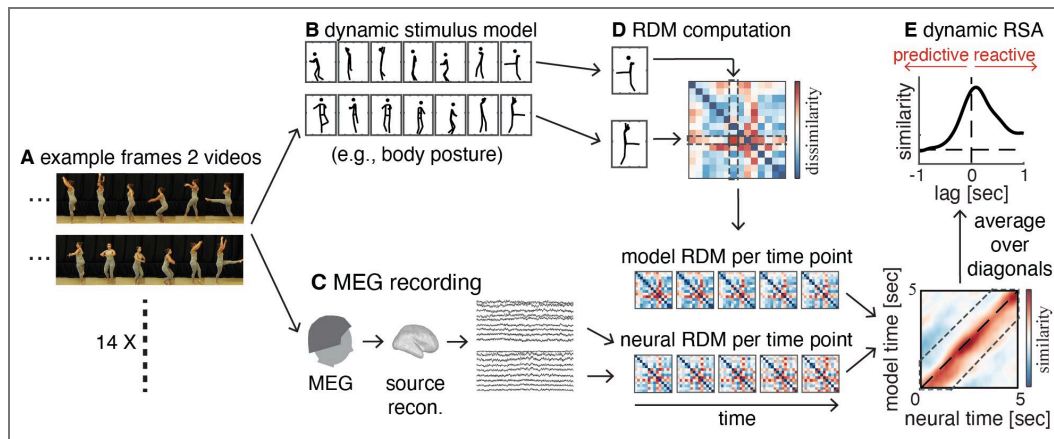 A example frames 2 videos
...
...
14 X
B dynamic stimulus model
(e.g., body posture)
C MEG recording
MEG
source
recon.
D RDM computation
dissimilarity
model RDM per time point
neural RDM per time point
time
E dynamic RSA
predictive reactive
similarity
-1 0 1
lag [sec]
average
over
diagonals
model time [sec]
5
0 5
neural time [sec]
similarity